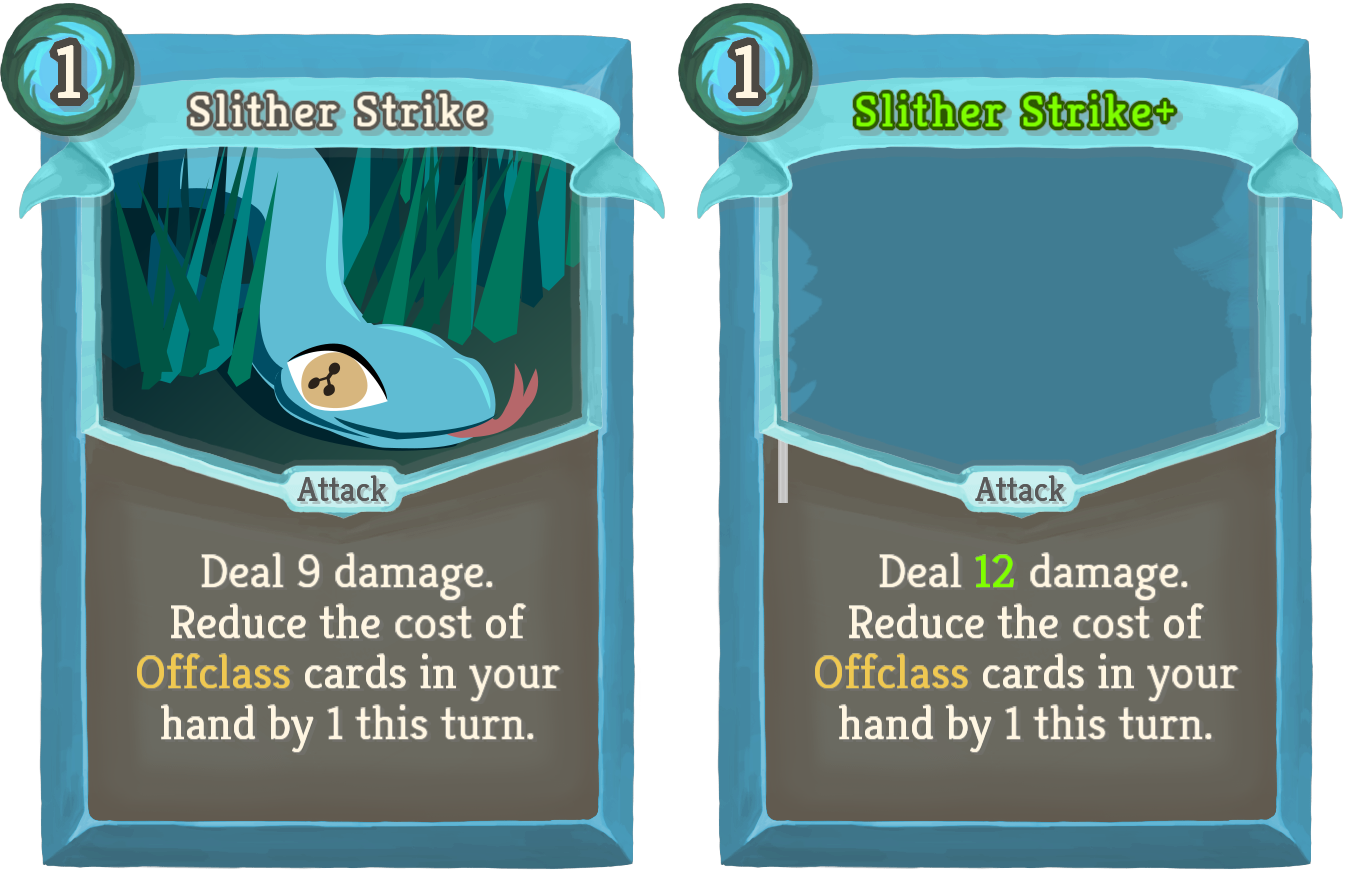 1
Slither Strike
Attack
Deal 9 damage.
Reduce the cost of
Offclass cards in your
hand by 1 this turn.
1
Slither Strike+
Attack
Deal 12 damage.
Reduce the cost of
Offclass cards in your
hand by 1 this turn.